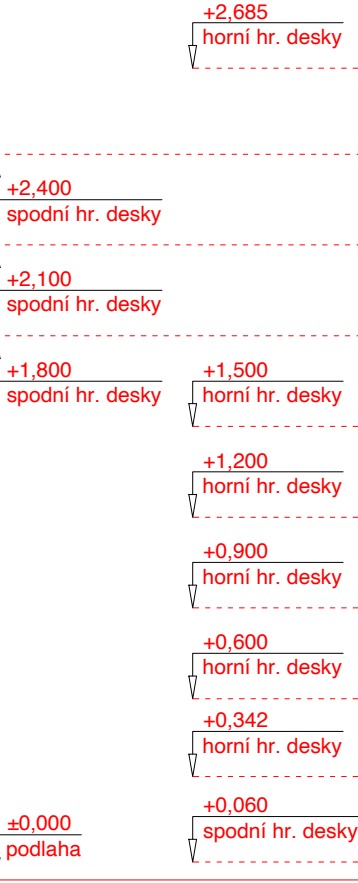 +2,685
horní hr. desky
+2,400
spodní hr. desky
+2,100
spodní hr. desky
+1,800
spodní hr. desky
+1,500
horní hr. desky
+1,200
horní hr. desky
+0,900
horní hr. desky
+0,600
horní hr. desky
+0,342
horní hr. desky
+0,060
spodní hr. desky
±0,000
podlaha